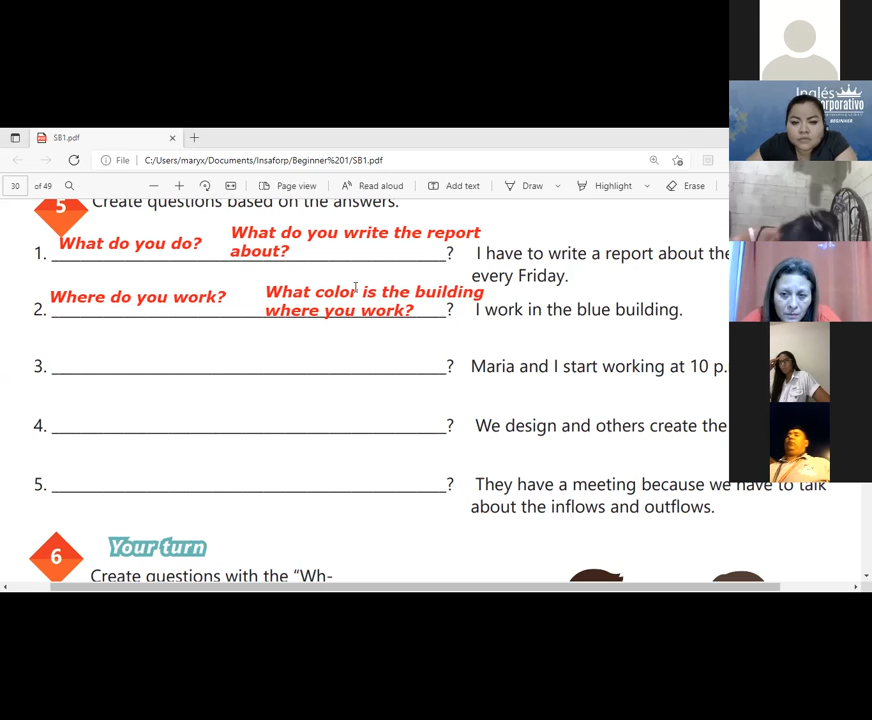 SB1.pdf
File C:/Users/maryx/Documents/Insaforp/Beginner%201/SB1.pdf
30 of 49 Page view Read aloud Add text Draw Highlight Erase
5 Create questions based on the answers.
What do you do? What do you write the report
about?
1. ? I have to write a report about the
every Friday.
Where do you work? What color is the building
where you work?
2. ? I work in the blue building.
3. ? Maria and I start working at 10 p.
4. ? We design and others create the
5. ? They have a meeting because we have to talk
about the inflows and outflows.
6 Your turn
Create questions with the “Wh-
Inglés
BEGINNER